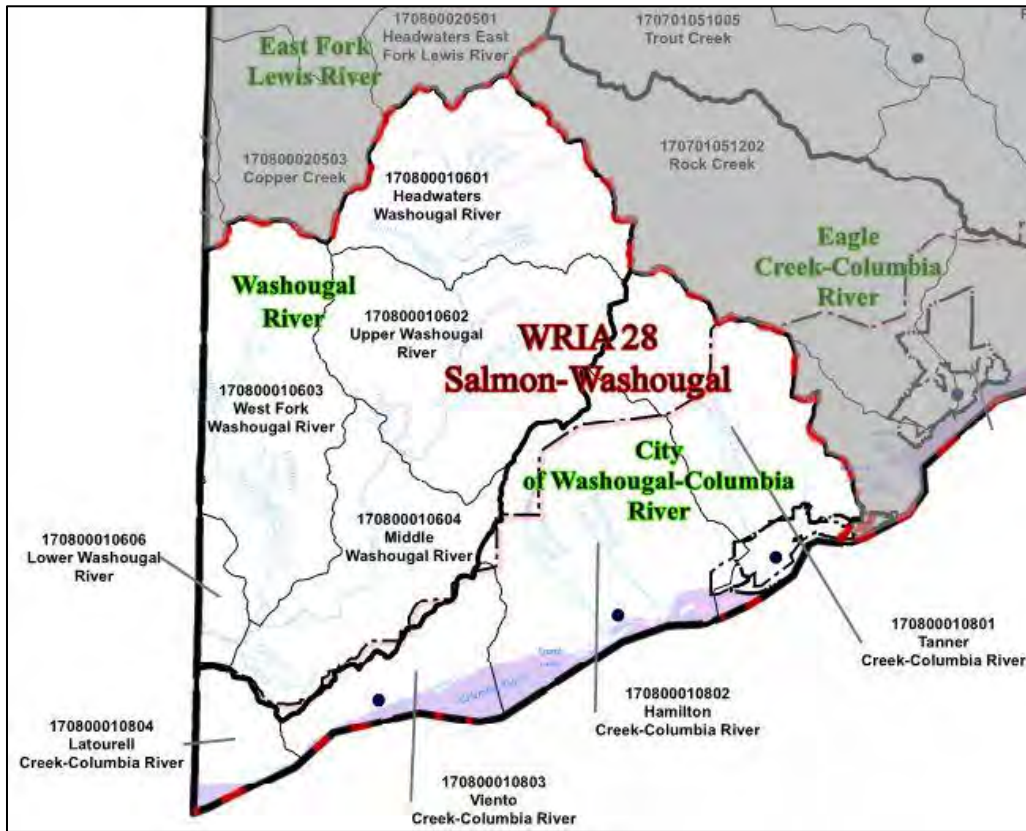 170800020501
Headwaters East
Fork Lewis River
170701051005
Trout Creek
East Fork
Lewis River
170701051202
Rock Creek
170800020503
Copper Creek
170800010601
Headwaters
Washougal River
Eagle
Creek-Columbia
River
Washougal
River
170800010602
Upper Washougal
River
WRIA 28
Salmon-Washougal
170800010603
West Fork
Washougal River
City
of Washougal-Columbia
River
170800010604
Middle
Washougal River
170800010606
Lower Washougal
River
170800010801
Tanner
Creek-Columbia River
170800010802
Hamilton
Creek-Columbia River
170800010804
Latourell
Creek-Columbia River
170800010803
Viento
Creek-Columbia River